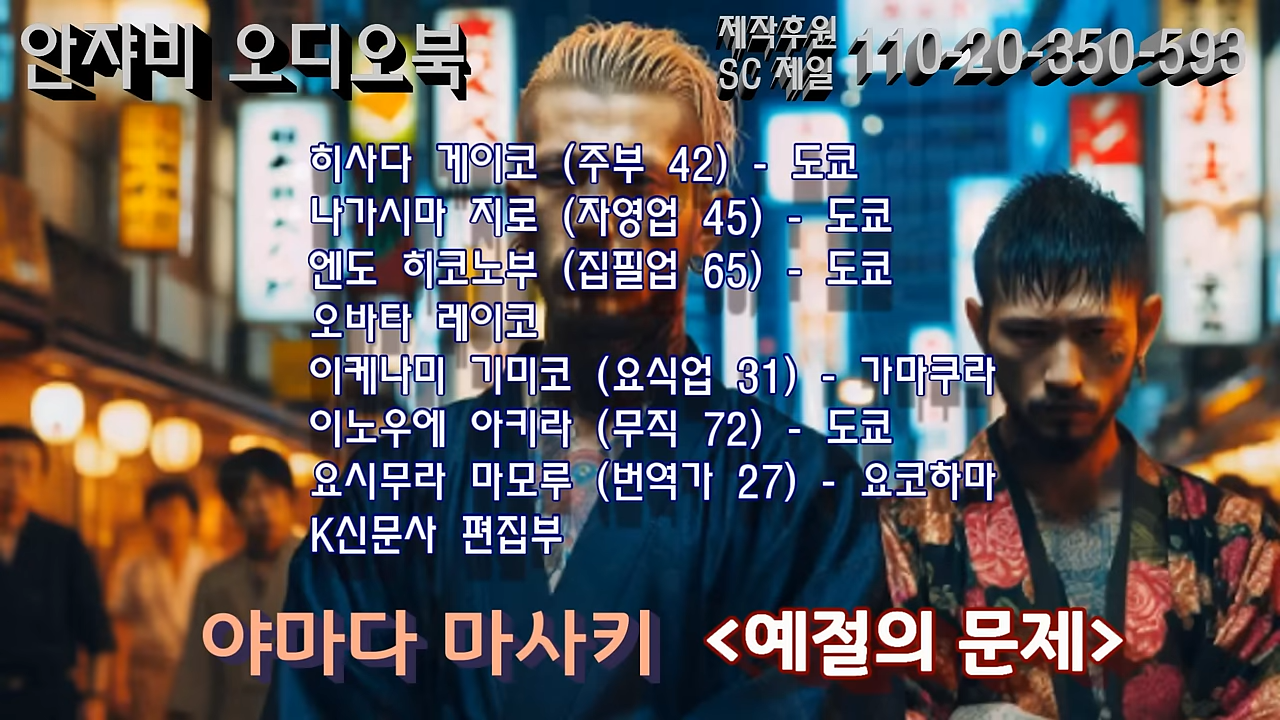 안쟈비 오디오북
제작후원
SC 제일
110-20-350-593
히사다 게이코 (주부 42) - 도쿄
나가시마 지로 (자영업 45) - 도쿄
엔도 히코노부 (집필업 65) - 도쿄
오바타 레이코
이케나미 기미코 (요식업 31) - 가마쿠라
이노우에 아키라 (무직 72) - 도쿄
요시무라 마모루 (번역가 27) - 요코하마
K신문사 편집부
야마다 마사키 <예절의 문제>